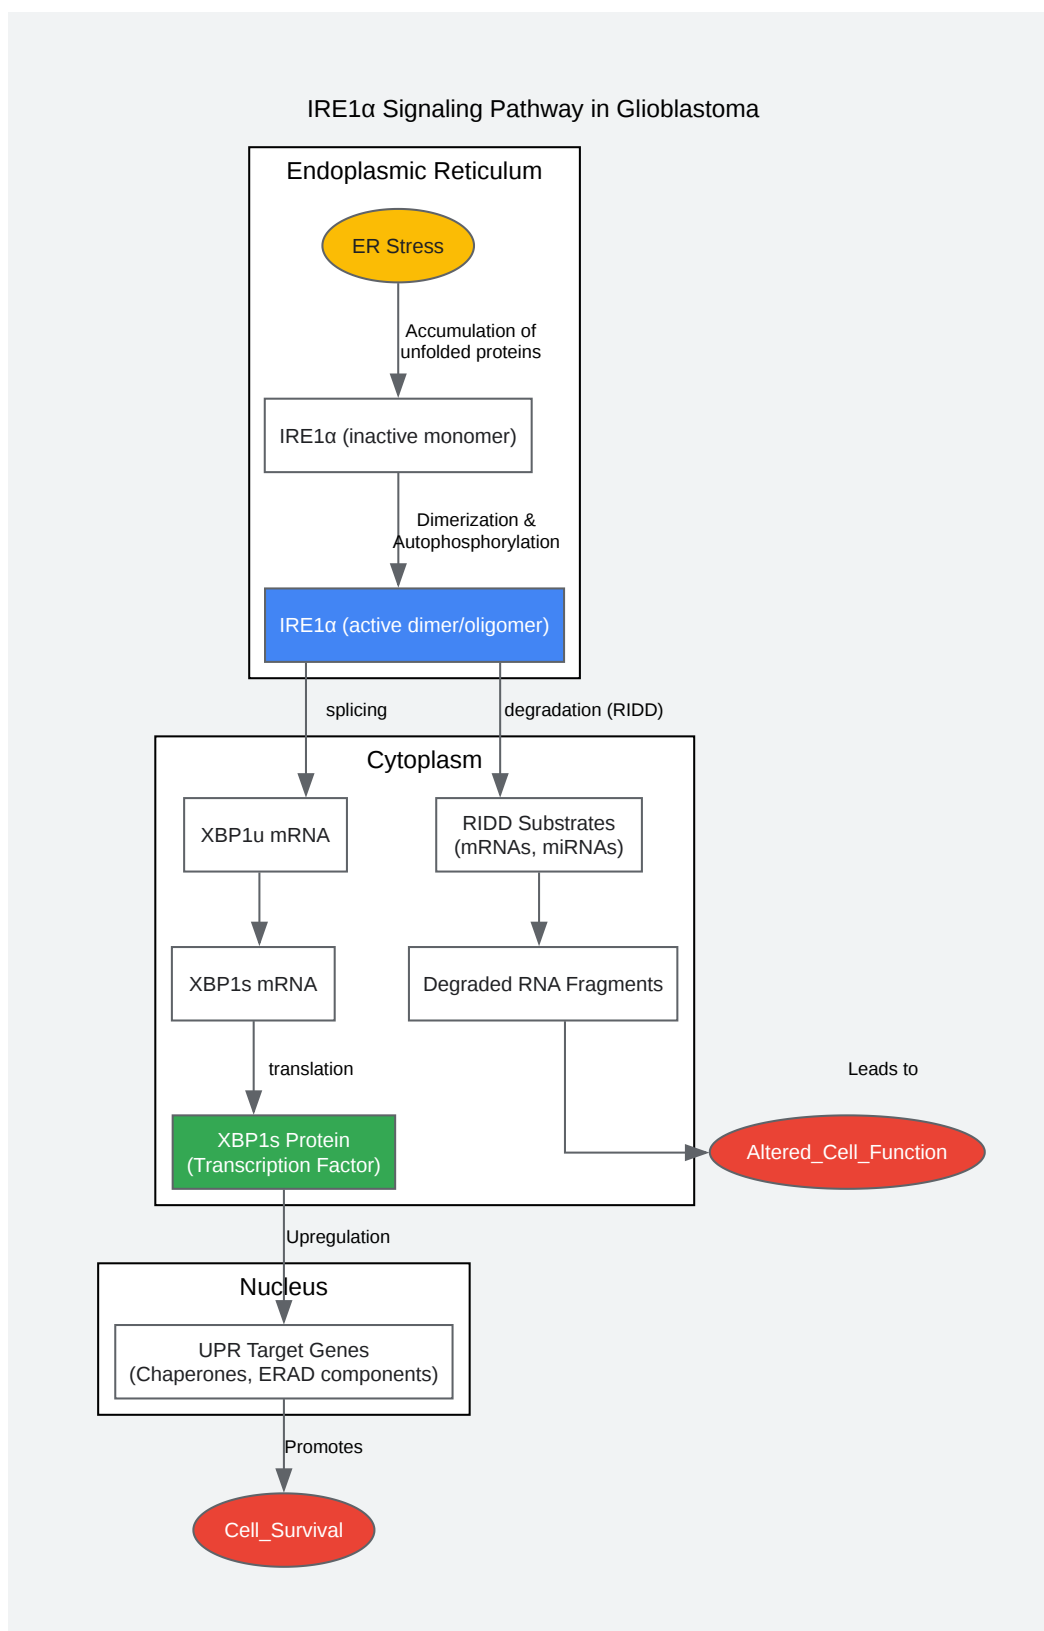 IRE1α Signaling Pathway in Glioblastoma
Endoplasmic Reticulum
ER Stress
Accumulation of
unfolded proteins
IRE1α (inactive monomer)
Dimerization &
Autophosphorylation
IRE1α (active dimer/oligomer)
splicing
degradation (RIDD)
Cytoplasm
XBP1u mRNA
RIDD Substrates
(mRNAs, miRNAs)
XBP1s mRNA
Degraded RNA Fragments
translation
Leads to
XBP1s Protein
(Transcription Factor)
Altered_Cell_Function
Upregulation
Nucleus
UPR Target Genes
(Chaperones, ERAD components)
Promotes
Cell_Survival